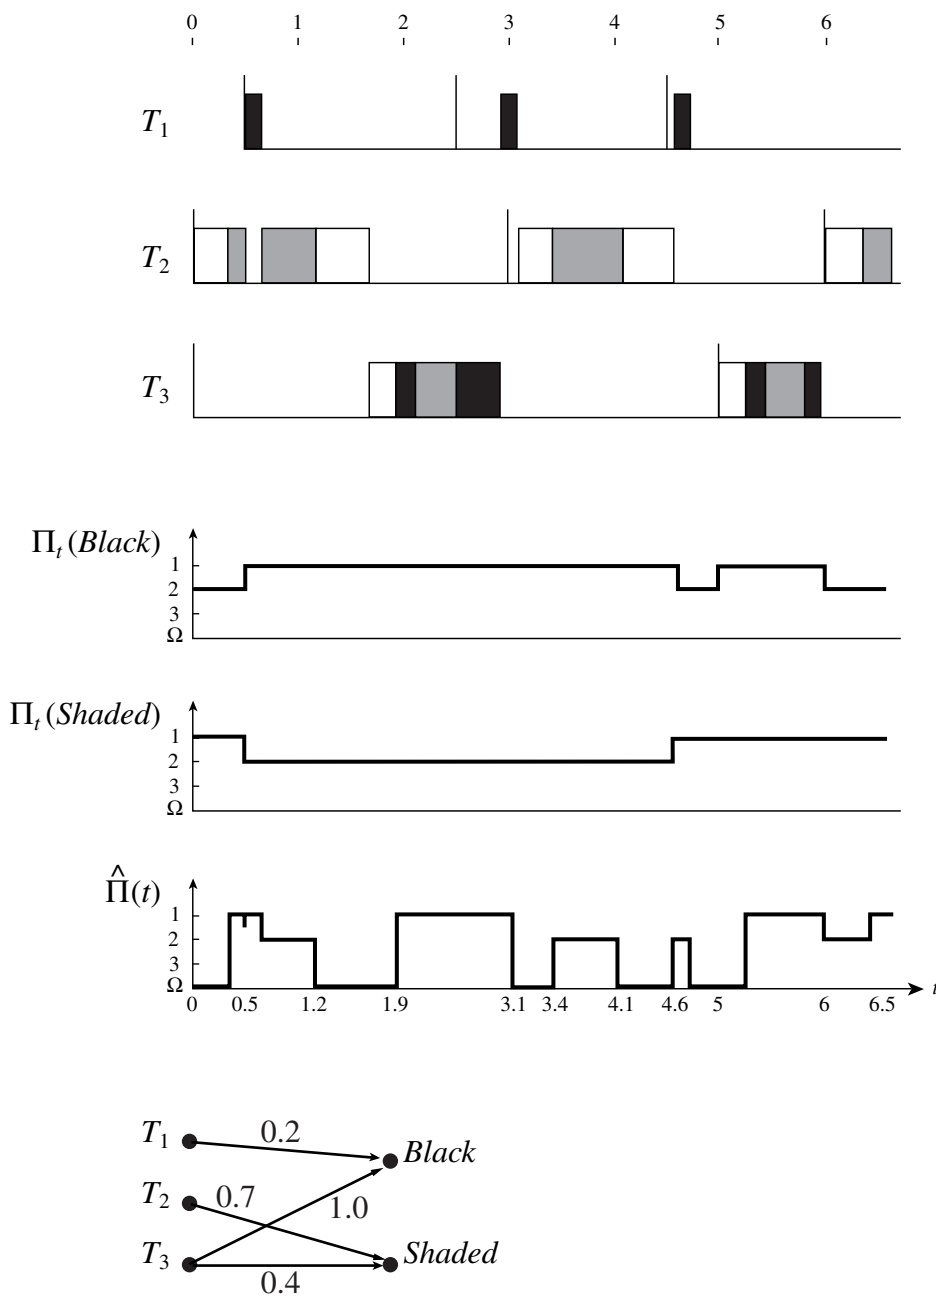 0 1 2 3 4 5 6
T1
T2
T3
Πt (Black)
1
2
3
Ω
Πt (Shaded)
1
2
3
Ω
Π̂(t)
1
2
3
Ω
0 0.5 1.2 1.9 3.1 3.4 4.1 4.6 5 6 6.5 t
T1 0.2 Black
T2 0.7 1.0
T3 0.4 Shaded